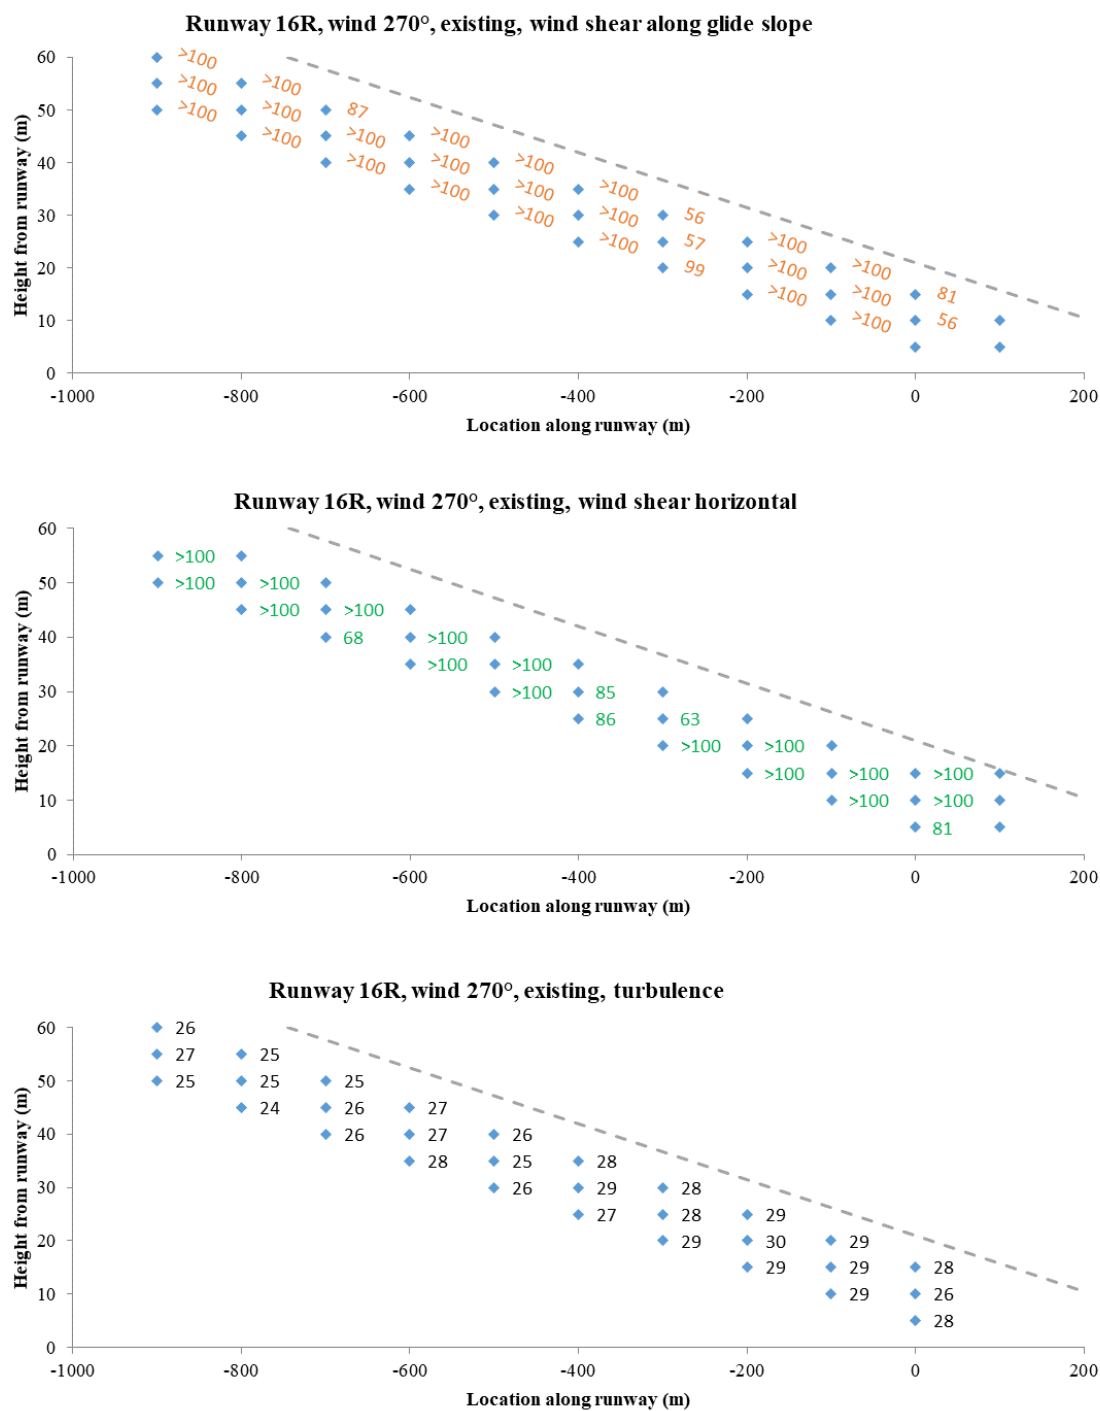 Runway 16R, wind 270°, existing, wind shear along glide slope
Height from runway (m)
60
50
40
30
20
10
0
>100
>100 >100
>100 >100 87
>100 >100 >100
>100 >100 >100
>100 >100 >100
>100 >100 56
>100 57 >100
99 >100 >100
>100 >100 81
>100 56
-1000 -800 -600 -400 -200 0 200
Location along runway (m)
Runway 16R, wind 270°, existing, wind shear horizontal
Height from runway (m)
60
50
40
30
20
10
0
>100
>100 >100
>100 >100
68 >100
>100 >100
>100 85
86 63
>100 >100
>100 >100 >100
>100 >100
81
-1000 -800 -600 -400 -200 0 200
Location along runway (m)
Runway 16R, wind 270°, existing, turbulence
Height from runway (m)
60
50
40
30
20
10
0
26
27 25
25 25 25
24 26 27
26 27 26
28 25 28
26 29 28
27 28 29
29 30 29
29 29 28
29 26
28
-1000 -800 -600 -400 -200 0 200
Location along runway (m)